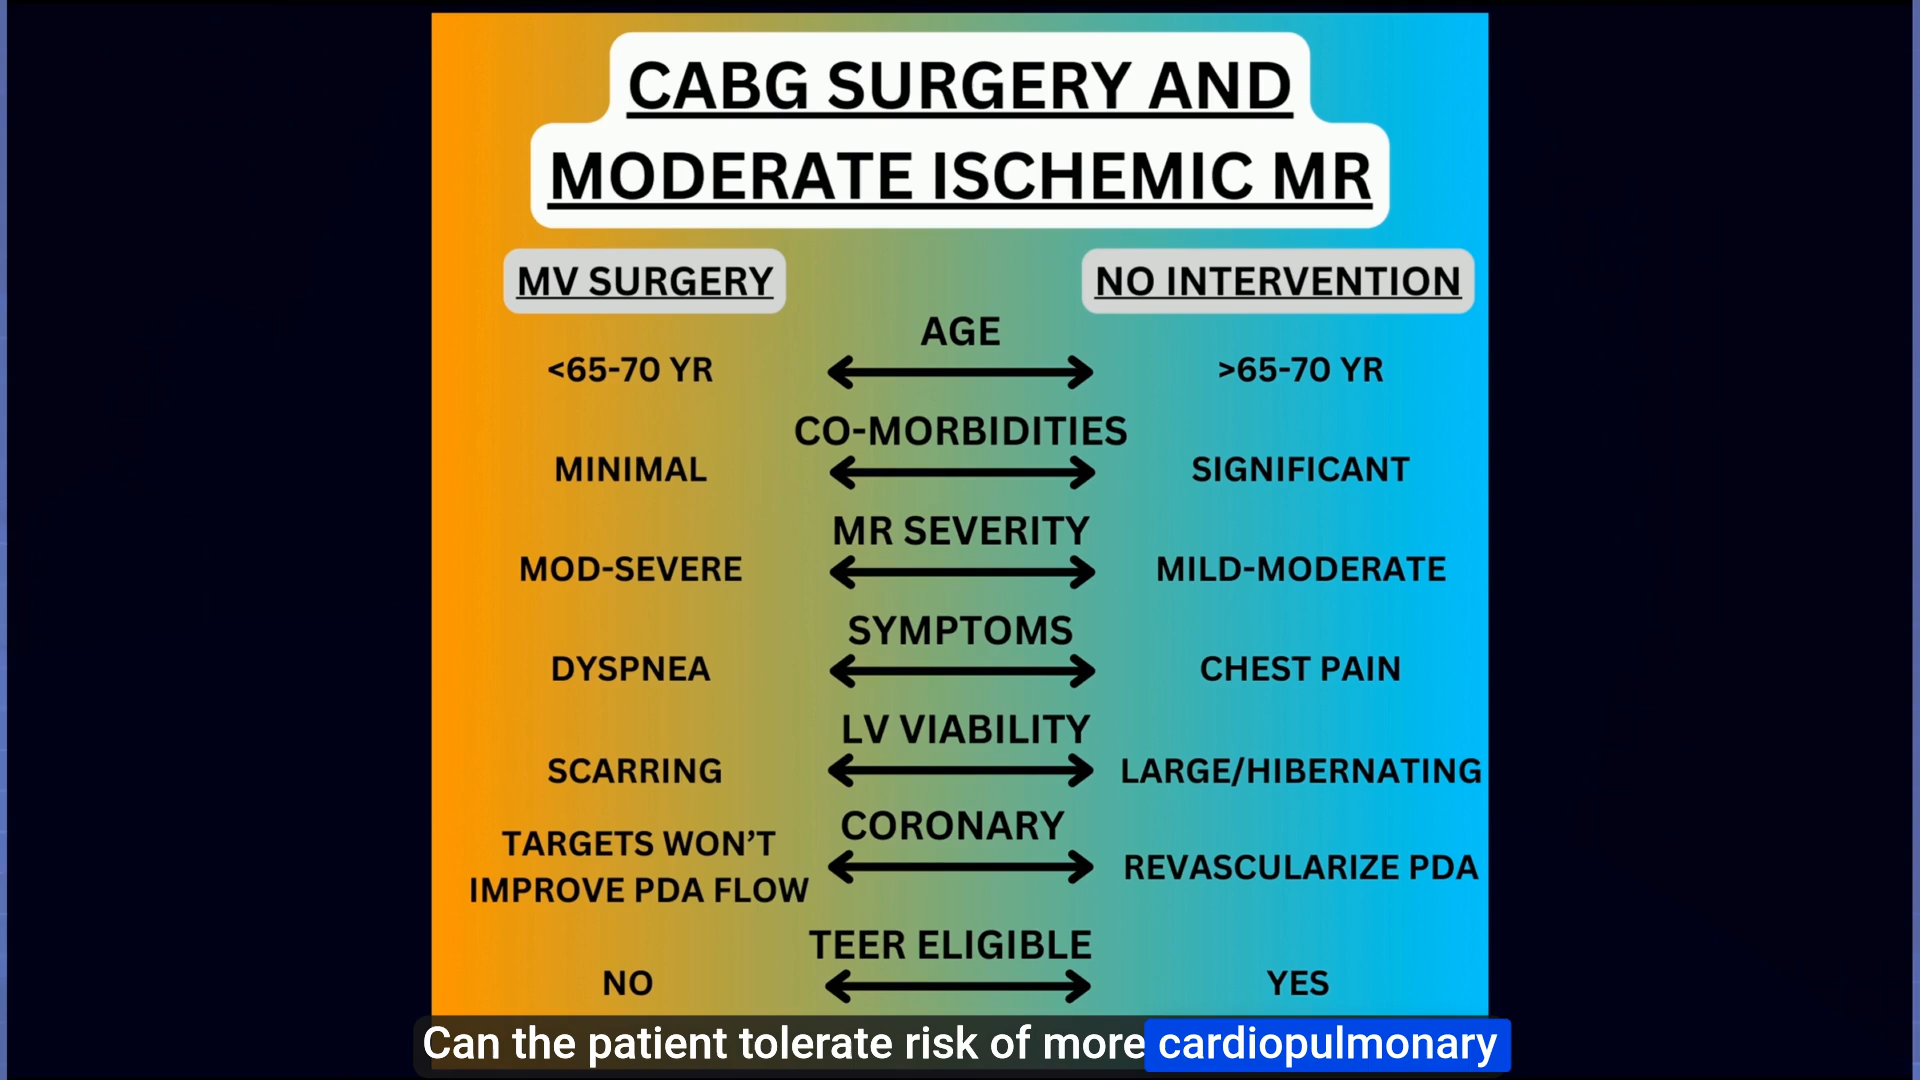 CABG SURGERY AND
MODERATE ISCHEMIC MR
MV SURGERY
NO INTERVENTION
AGE
<65-70 YR
>65-70 YR
CO-MORBIDITIES
MINIMAL
SIGNIFICANT
MR SEVERITY
MOD-SEVERE
MILD-MODERATE
SYMPTOMS
DYSPNEA
CHEST PAIN
LV VIABILITY
SCARRING
LARGE/HIBERNATING
CORONARY
TARGETS WON’T
IMPROVE PDA FLOW
REVASCULARIZE PDA
TEER ELIGIBLE
NO
YES
Can the patient tolerate risk of more cardiopulmonary